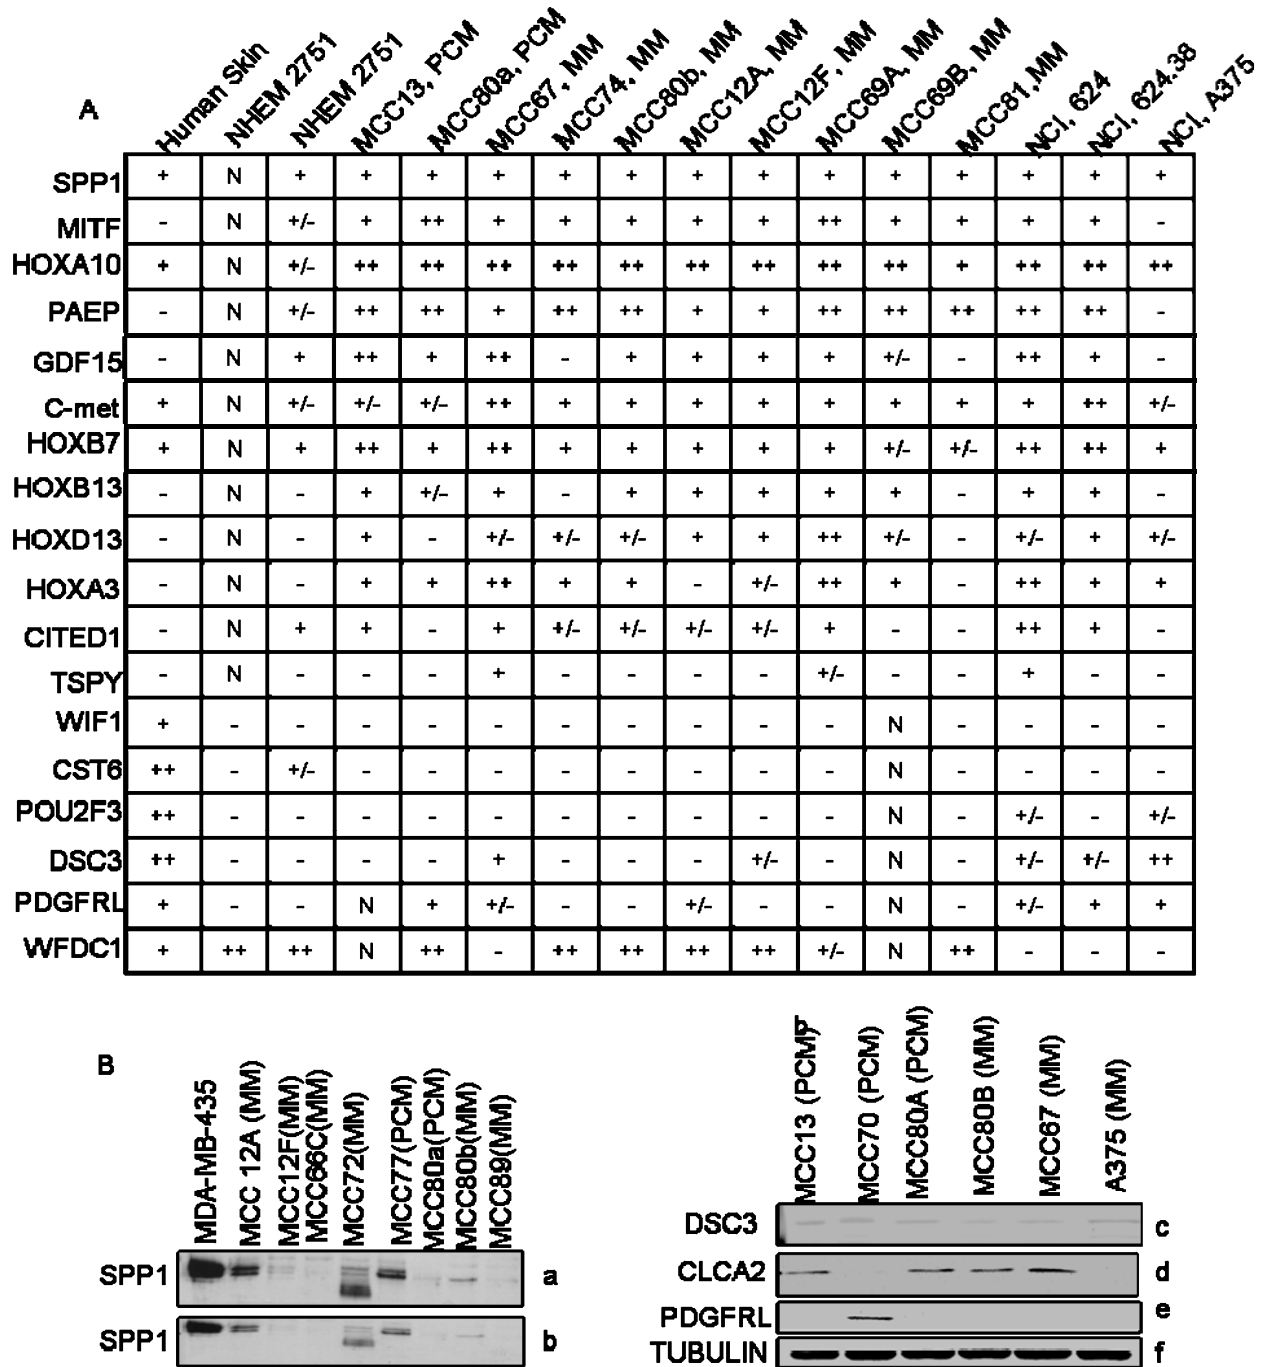 A
Human Skin
NHEM 2751
NHEM 2751
MCC13, PCM
MCC80a, PCM
MCC67, MM
MCC74, MM
MCC80b, MM
MCC12A, MM
MCC12F, MM
MCC69A, MM
MCC69B, MM
MCC81,MM
NCI, 624
NCI, 624.38
NCI, A375
SPP1 + N + + + + + + + + + + + + + +
MITF - N +/- + ++ + + + + + ++ + + + + -
HOXA10 + N +/- ++ ++ ++ ++ ++ ++ ++ ++ ++ + ++ ++ ++
PAEP - N +/- ++ ++ + ++ ++ + + ++ ++ ++ ++ ++ -
GDF15 - N + ++ + ++ - + + + + +/- - ++ + -
C-met + N +/- +/- +/- ++ + + + + + + + + ++ +/-
HOXB7 + N + ++ + ++ + + + + + +/- +/- ++ ++ +
HOXB13 - N - + +/- + - + + + + + - + + -
HOXD13 - N - + - +/- +/- +/- + + ++ +/- - +/- + +/-
HOXA3 - N - + + ++ + + - +/- ++ + - ++ + +
CITED1 - N + + - + +/- +/- +/- +/- + - - ++ + -
TSPY - N - - - + - - - - +/- - - + - -
WIF1 + - - - - - - - - - - N - - - -
CST6 ++ - +/- - - - - - - - - N - - - -
POU2F3 ++ - - - - - - - - - - N - +/- - +/-
DSC3 ++ - - - - + - - - +/- - N - +/- +/- ++
PDGFRL + - - N + +/- - - +/- - - N - +/- + +
WFDC1 + ++ ++ N ++ - ++ ++ ++ ++ +/- N ++ - - -
B
MDA-MB-435
MCC 12A (MM)
MCC12F(MM)
MCC66C(MM)
MCC72(MM)
MCC77(PCM)
MCC80a(PCM)
MCC80b(MM)
MCC89(MM)
SPP1 a
SPP1 b
MCC13 (PCM)
MCC70 (PCM)
MCC80A (PCM)
MCC80B (MM)
MCC67 (MM)
A375 (MM)
DSC3 c
CLCA2 d
PDGFRL e
TUBULIN f